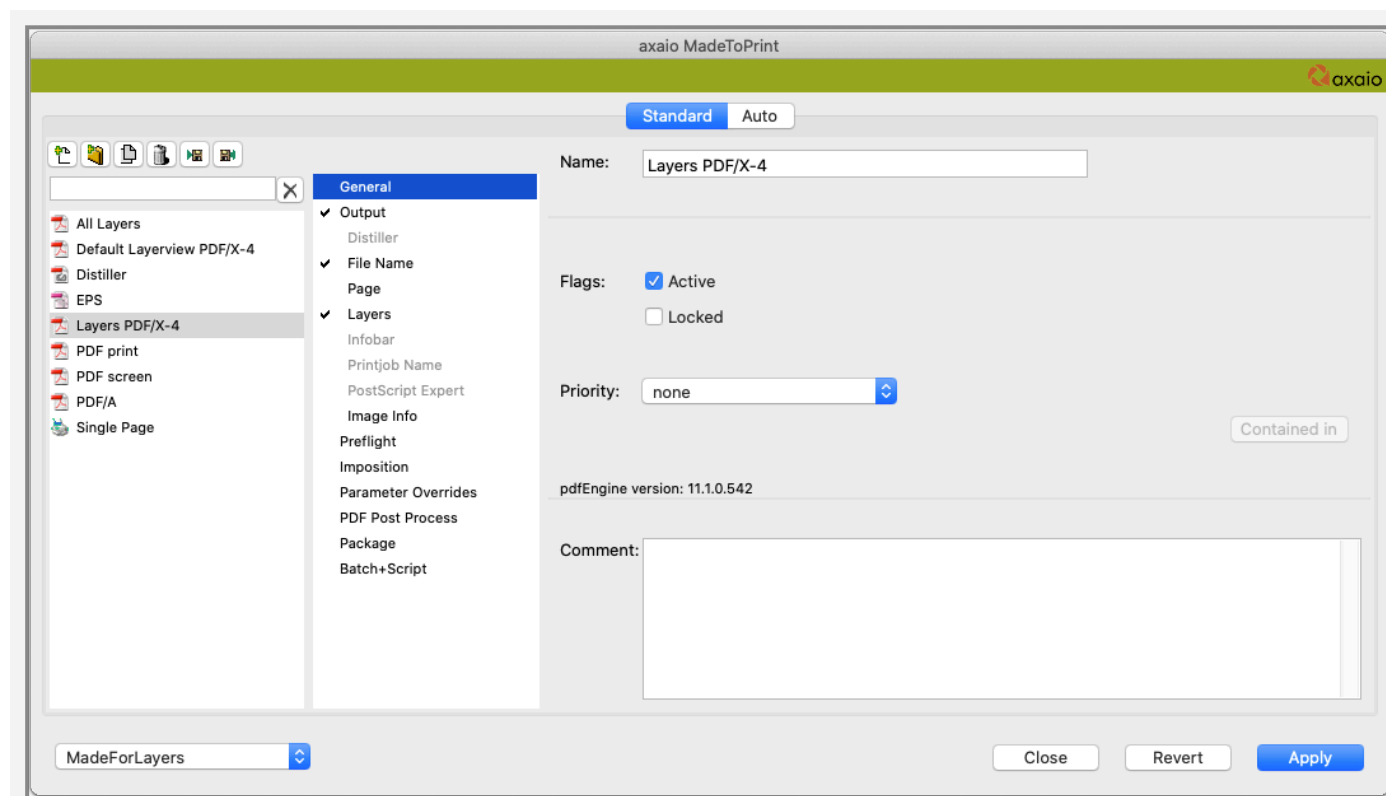 axaio MadeToPrint
axaio
Standard Auto
Name: Layers PDF/X-4
All Layers
Default Layerview PDF/X-4
Distiller
EPS
Layers PDF/X-4
PDF print
PDF screen
PDF/A
Single Page
General
Output
Distiller
File Name
Page
Layers
Infobar
Printjob Name
PostScript Expert
Image Info
Preflight
Imposition
Parameter Overrides
PDF Post Process
Package
Batch+Script
Flags: Active
Locked
Priority: none
Contained in
pdfEngine version: 11.1.0.542
Comment:
MadeForLayers
Close Revert Apply